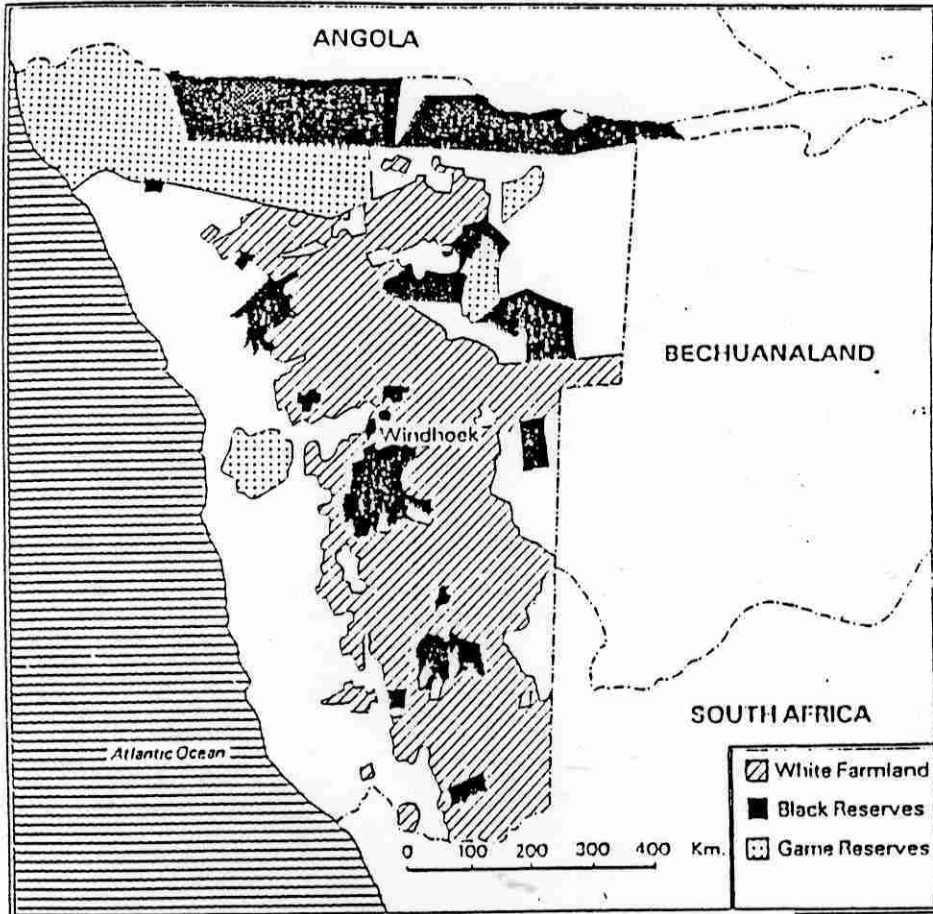 ANGOLA
BECHUANALAND
Windhoek
SOUTH AFRICA
Atlantic Ocean
White Farmland
Black Reserves
Game Reserves
0 100 200 300 400 Km.